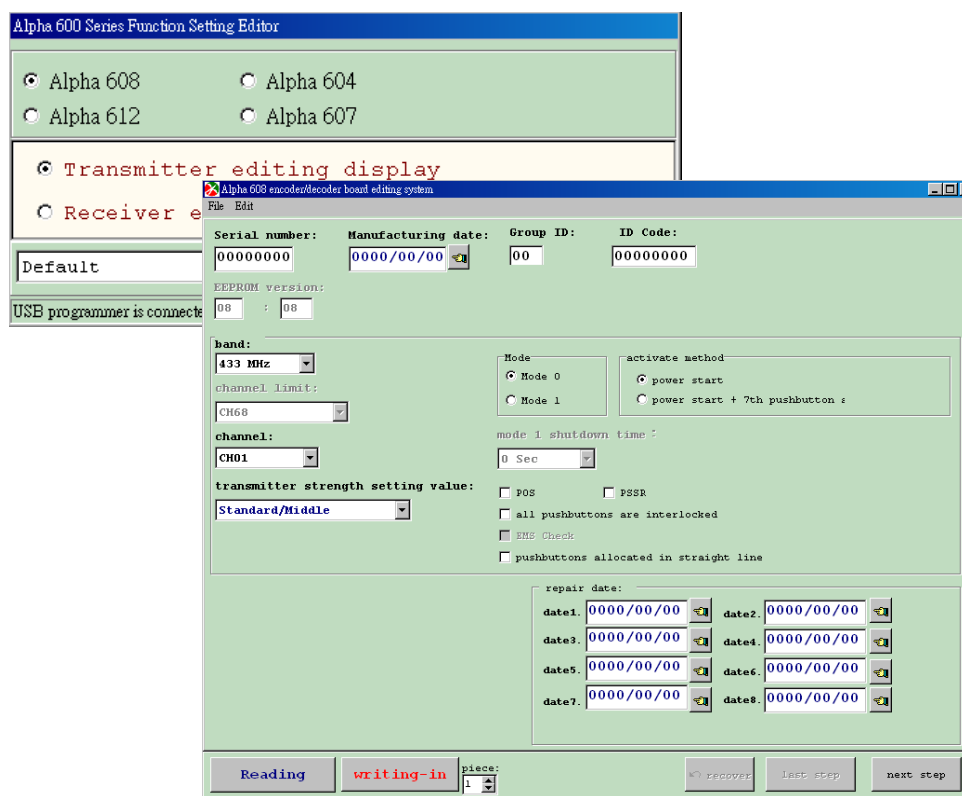 Alpha 600 Series Function Setting Editor
Alpha 608 Alpha 604
Alpha 612 Alpha 607
Transmitter editing display
Receiver e
Default
USB programmer is connecte
Alpha 608 encoder/decoder board editing system
File Edit
Serial number: Manufacturing date: Group ID: ID Code:
00000000 0000/00/00 00 00000000
EEPROM version:
08 : 08
band:
433 MHz
channel limit:
CH68
channel:
CH01
transmitter strength setting value:
Standard/Middle
Mode
Mode 0
Mode 1
activate method
power start
power start + 7th pushbutton a
mode 1 shutdown time :
0 Sec
POS PSSR
all pushbuttons are interlocked
EMS Check
pushbuttons allocated in straight line
repair date:
date1. 0000/00/00 date2. 0000/00/00
date3. 0000/00/00 date4. 0000/00/00
date5. 0000/00/00 date6. 0000/00/00
date7. 0000/00/00 date8. 0000/00/00
Reading writing-in piece: 1 recover last step next step